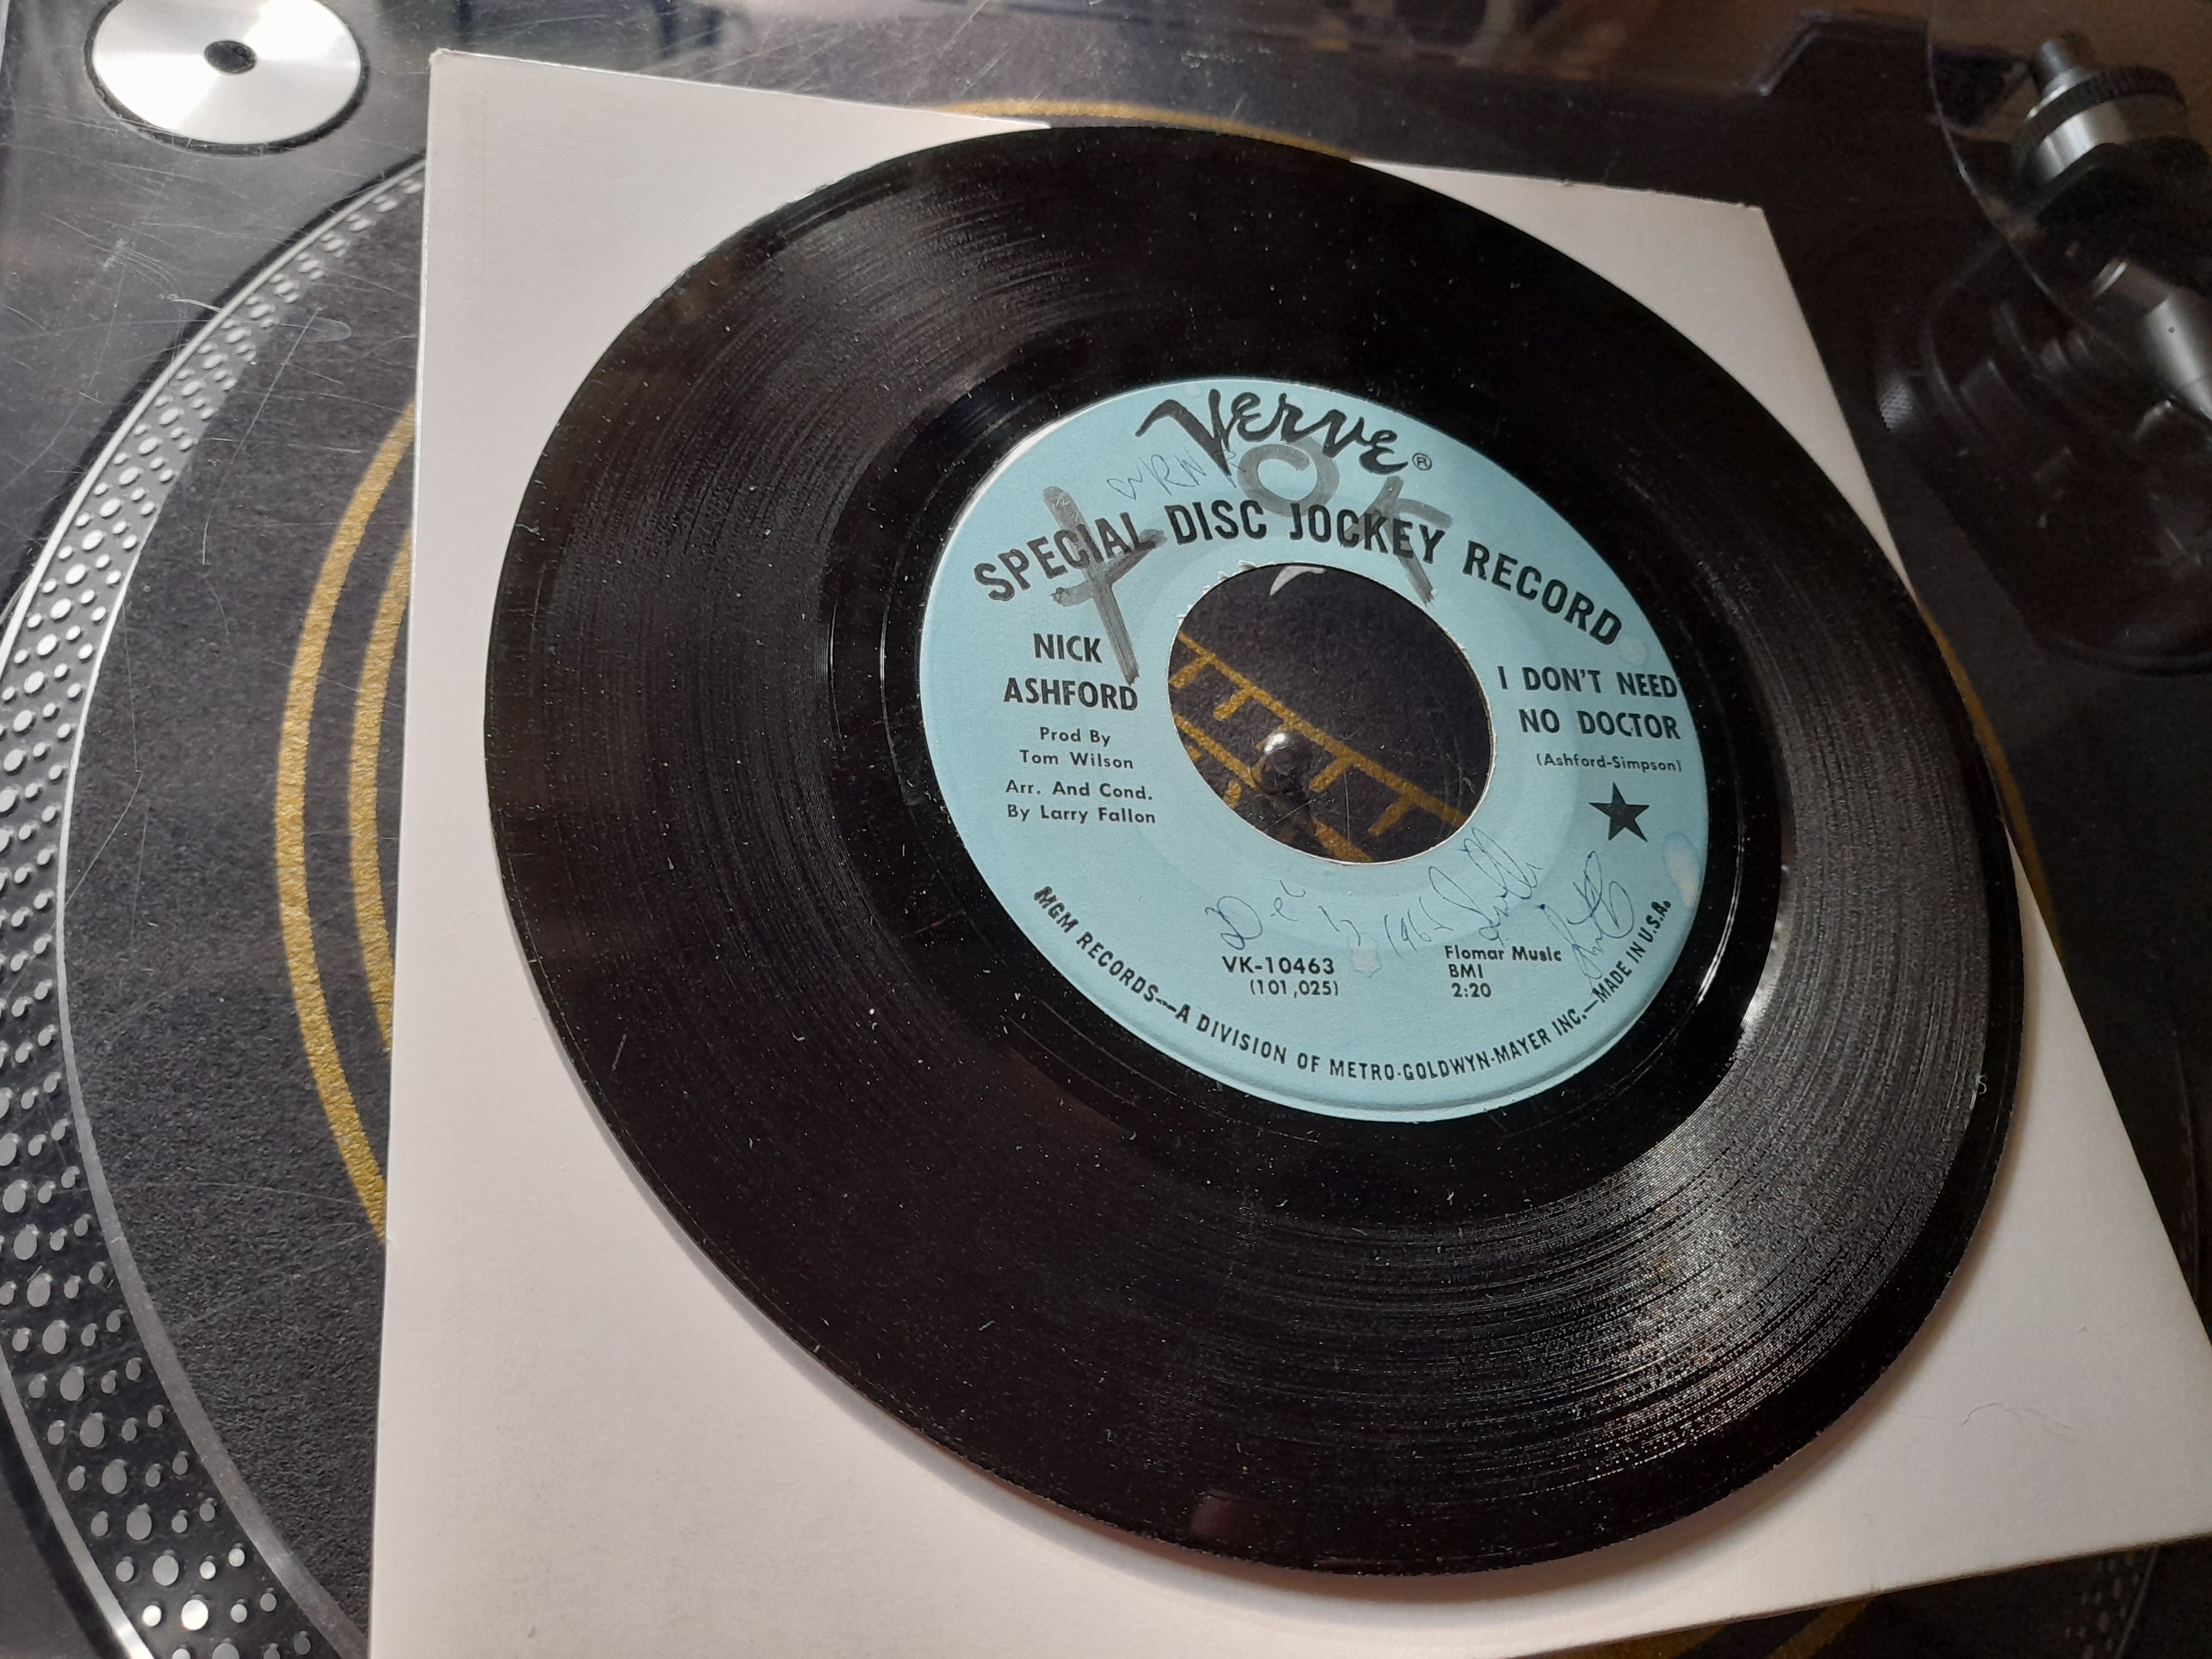 Verve®
OK
SPECIAL DISC JOCKEY RECORD
NICK
ASHFORD
Prod By
Tom Wilson
Arr. And Cond.
By Larry Fallon
I DON'T NEED
NO DOCTOR
(Ashford-Simpson)
VK-10463
(101,025)
Flomar Music
BMI
2:20
MGM RECORDS—A DIVISION OF METRO-GOLDWYN-MAYER INC.—MADE IN U.S.A.